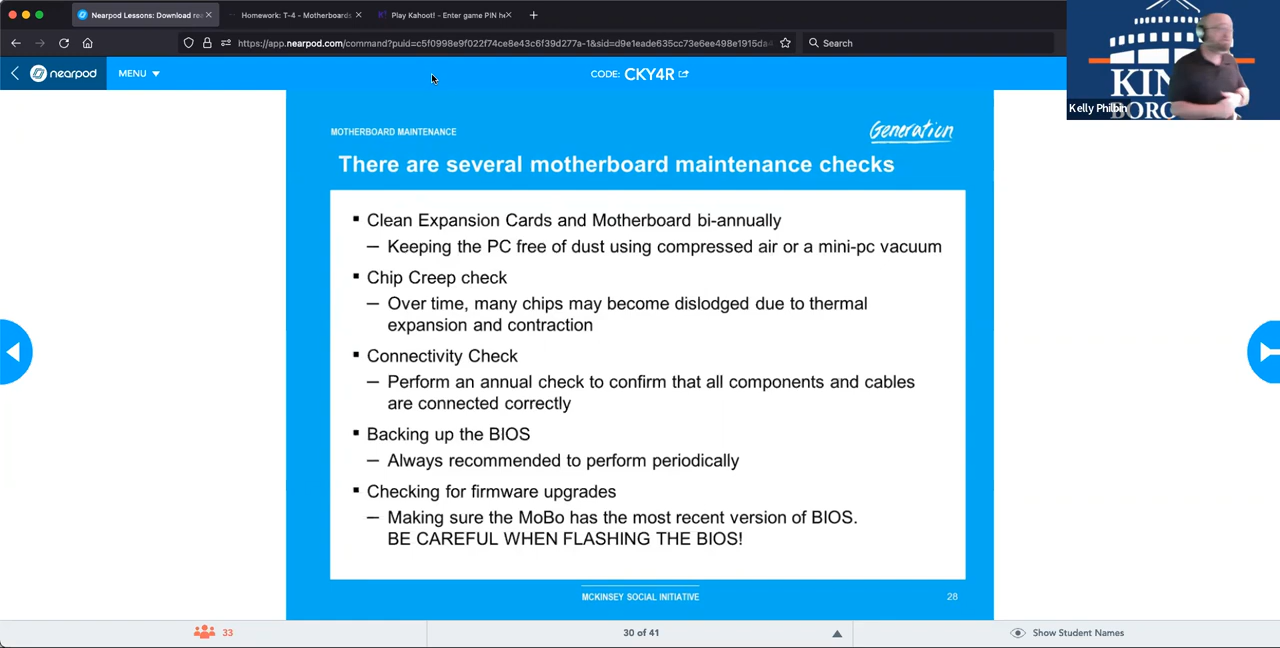 Nearpod Lessons: Download re
Homework: T-4 - Motherboards
Play Kahoot! - Enter game PIN he
https://app.nearpod.com/command?puid=c5f0998e9f022f74ce8e43c6f39d277a-1&sid=d9e1eade635cc73e6ee498e1915da4
Search
nearpod
MENU
CODE: CKY4R
KIN
BORO
Kelly Philbin
MOTHERBOARD MAINTENANCE
Generation
There are several motherboard maintenance checks
▪ Clean Expansion Cards and Motherboard bi-annually
– Keeping the PC free of dust using compressed air or a mini-pc vacuum
▪ Chip Creep check
– Over time, many chips may become dislodged due to thermal
expansion and contraction
▪ Connectivity Check
– Perform an annual check to confirm that all components and cables
are connected correctly
▪ Backing up the BIOS
– Always recommended to perform periodically
▪ Checking for firmware upgrades
– Making sure the MoBo has the most recent version of BIOS.
BE CAREFUL WHEN FLASHING THE BIOS!
MCKINSEY SOCIAL INITIATIVE
28
33
30 of 41
Show Student Names